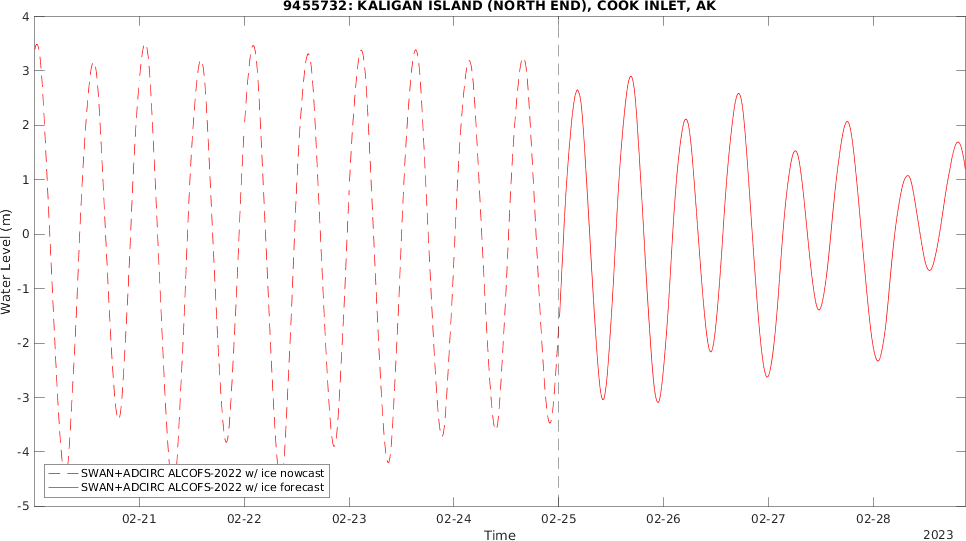 9455732: KALIGAN ISLAND (NORTH END), COOK INLET, AK
4
3
2
1
0
-1
-2
-3
-4
-5
Water Level (m)
SWAN+ADCIRC ALCOFS-2022 w/ ice nowcast
SWAN+ADCIRC ALCOFS-2022 w/ ice forecast
02-21 02-22 02-23 02-24 02-25 02-26 02-27 02-28
Time
2023